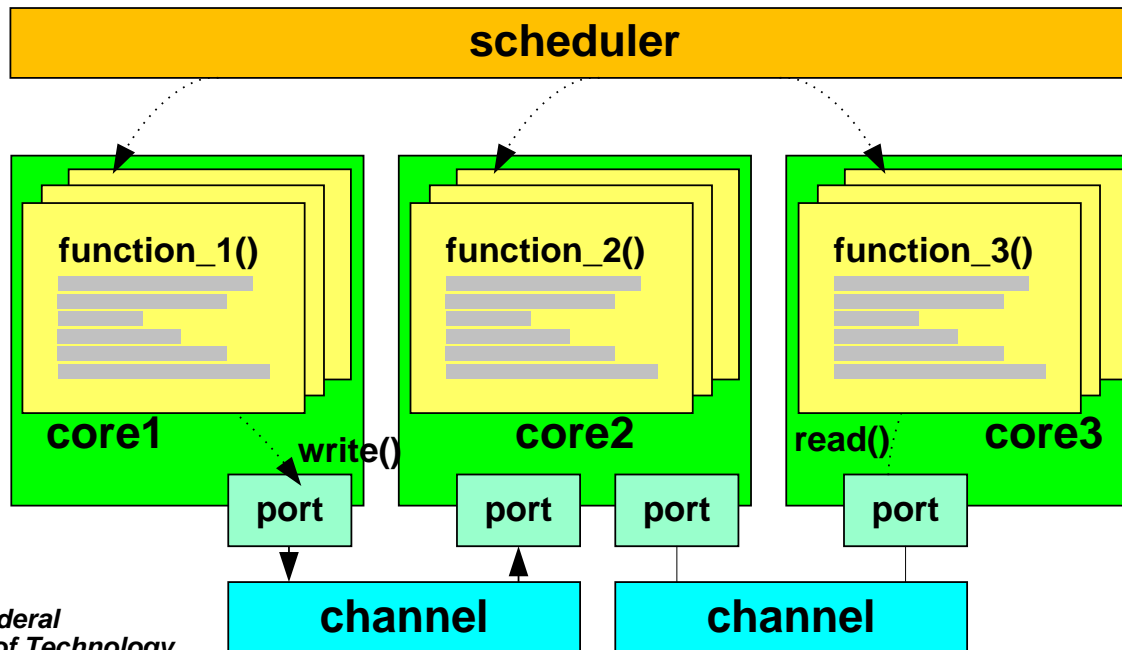 scheduler
function_1()
function_2()
function_3()
core1
core2
core3
write()
read()
port
port
port
port
channel
channel
deral
of Technology